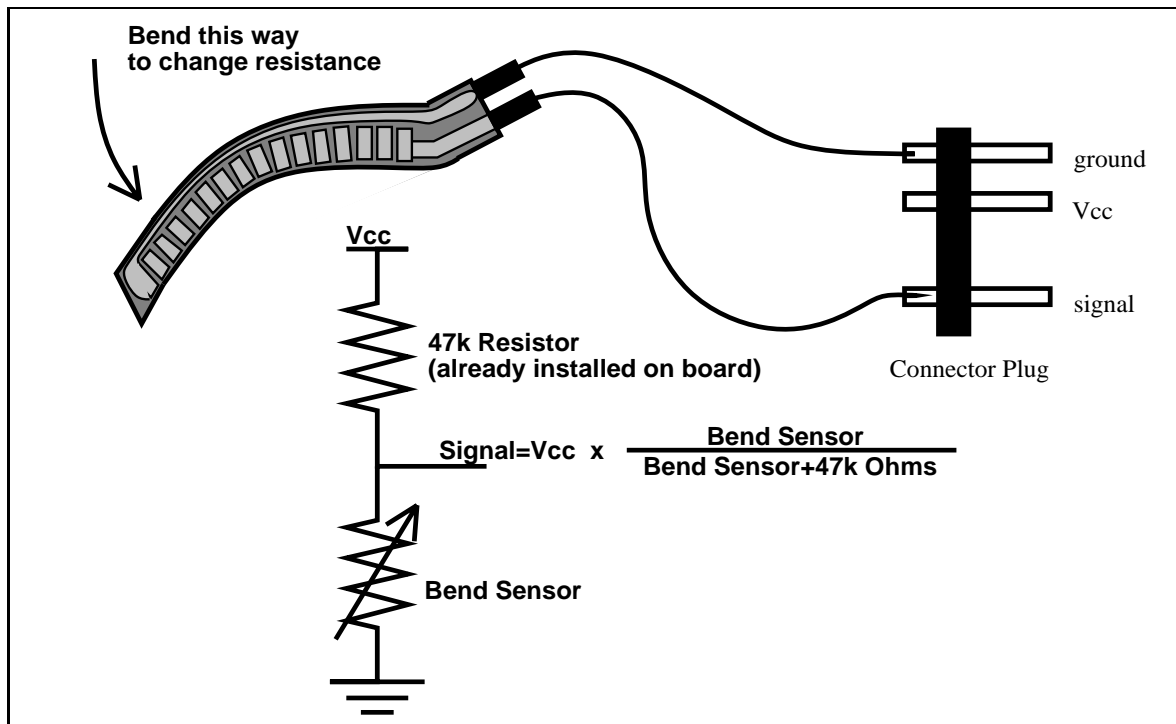 Bend this way
to change resistance
ground
Vcc
signal
Connector Plug
Vcc
47k Resistor
(already installed on board)
Signal=Vcc x Bend Sensor
Bend Sensor+47k Ohms
Bend Sensor